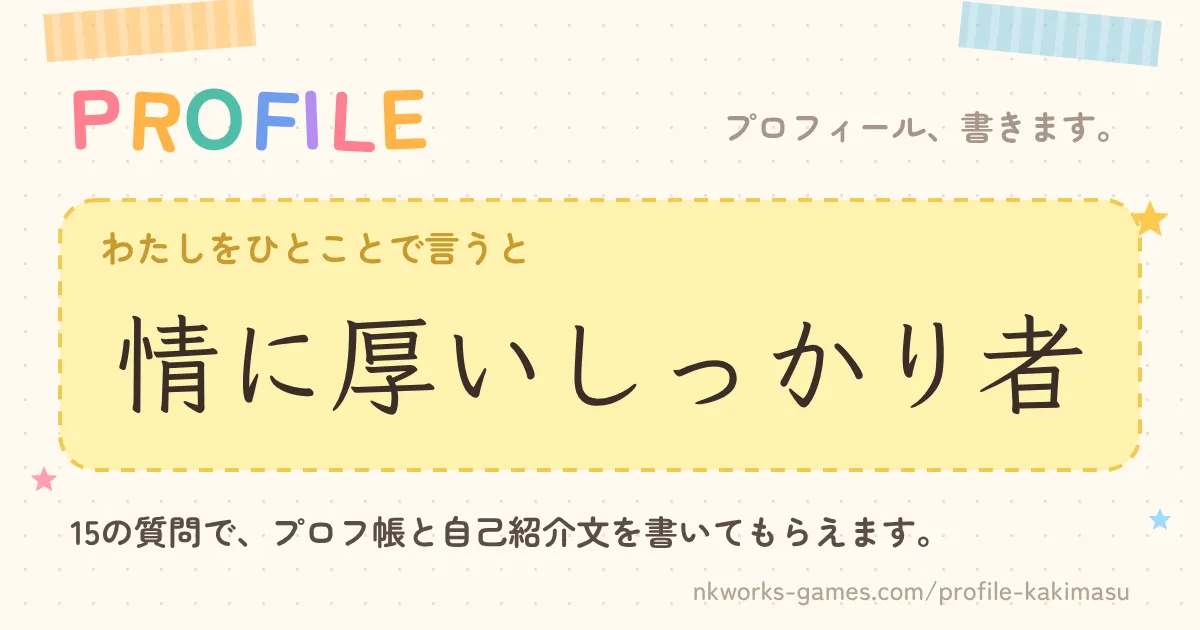 PROFILE
プロフィール、書きます。
わたしをひとことで言うと
情に厚いしっかり者
15の質問で、プロフ帳と自己紹介文を書いてもらえます。
nkworks-games.com/profile-kakimasu